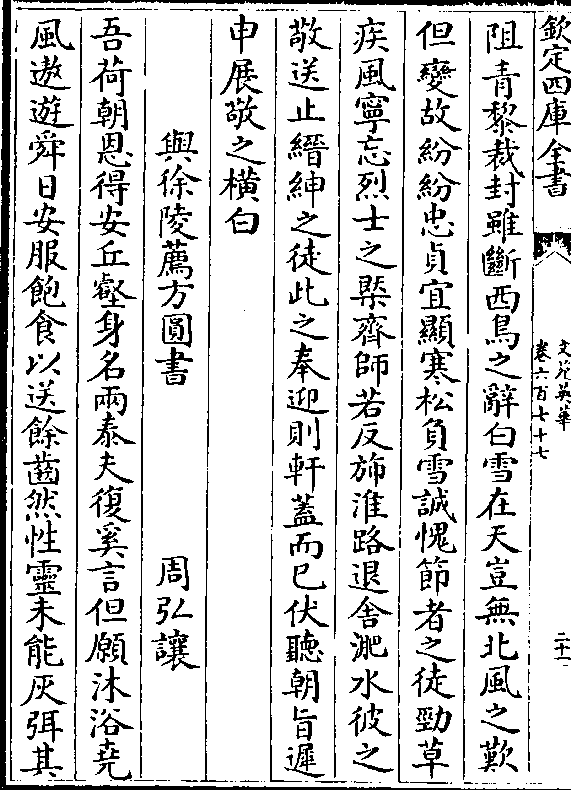 欽定四庫全書
文苑英華
卷六百七十七
二十一
阻青黎裁封雖斷西鳥之辭白雪在天豈無北風之歎
但變故紛紛忠貞宜顯寒松負雪誠愧節者之徒勁草
疾風寧忘烈士之槩齊師若反斾淮路退舍淝水彼之
敬送止縉紳之徒此之奉迎則軒蓋而已伏聽朝旨遲
申展敬之橫白
與徐陵薦方圓書 周弘讓
吾荷朝恩得安丘壑身名兩泰夫復奚言但願沐浴堯
風遨遊舜日安服飽食以送餘齒然性靈未能灰弭其